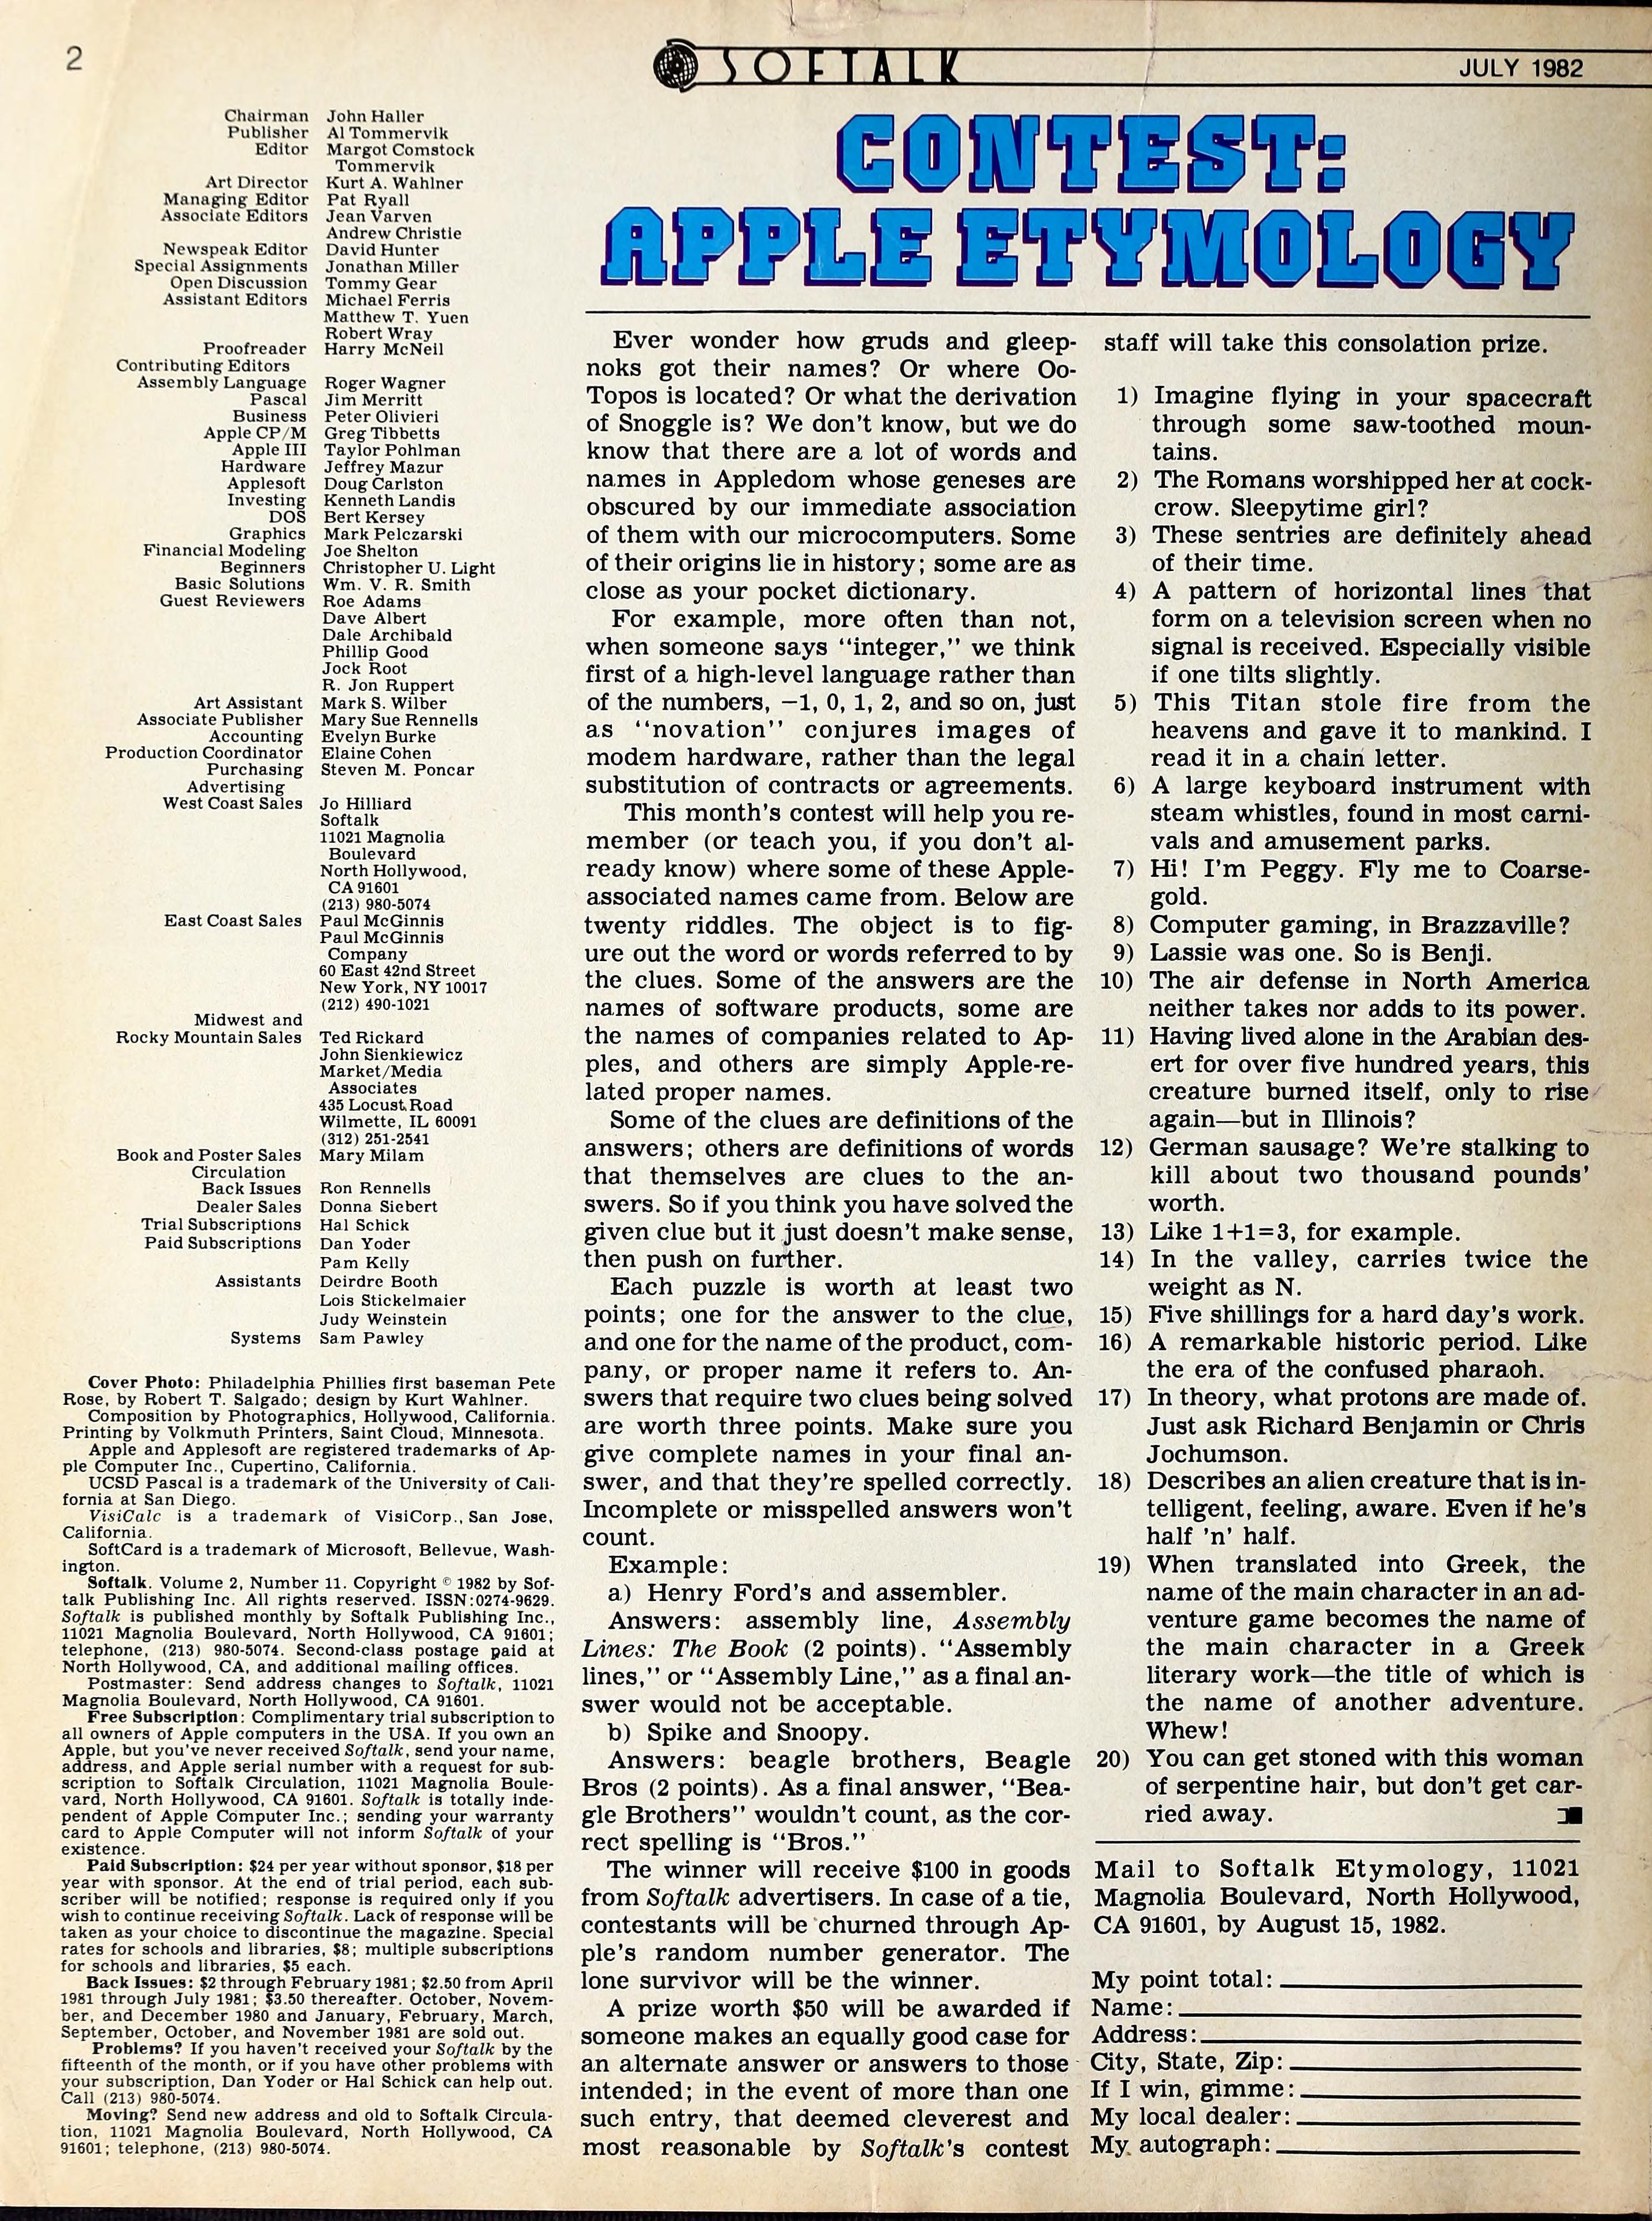 2
SOFTALK
JULY 1982
Chairman John Haller
Publisher Al Tommervik
Editor Margot Comstock
Tommervik
Art Director Kurt A. Wahlner
Managing Editor Pat Ryall
Associate Editors Jean Varven
Andrew Christie
Newspeak Editor David Hunter
Special Assignments Jonathan Miller
Open Discussion Tommy Gear
Assistant Editors Michael Ferris
Matthew T. Yuen
Robert Wray
Proofreader Harry McNeil
Contributing Editors
Assembly Language Roger Wagner
Pascal Jim Merritt
Business Peter Olivieri
Apple CP/M Greg Tibbetts
Apple III Taylor Pohlman
Hardware Jeffrey Mazur
Applesoft Doug Carlston
Investing Kenneth Landis
DOS Bert Kersey
Graphics Mark Pelczarski
Financial Modeling Joe Shelton
Beginners Christopher U. Light
Basic Solutions Wm. V. R. Smith
Guest Reviewers Roe Adams
Dave Albert
Dale Archibald
Phillip Good
Jock Root
R. Jon Ruppert
Art Assistant Mark S. Wilber
Associate Publisher Mary Sue Rennells
Accounting Evelyn Burke
Production Coordinator Elaine Cohen
Purchasing Steven M. Poncar
Advertising
West Coast Sales Jo Hilliard
Softalk
11021 Magnolia
Boulevard
North Hollywood,
CA 91601
(213) 980-5074
East Coast Sales Paul McGinnis
Paul McGinnis
Company
60 East 42nd Street
New York, NY 10017
(212) 490-1021
Midwest and
Rocky Mountain Sales Ted Rickard
John Sienkiewicz
Market/Media
Associates
435 Locust Road
Wilmette, IL 60091
(312) 251-2541
Book and Poster Sales Mary Milam
Circulation
Back Issues Ron Rennells
Dealer Sales Donna Siebert
Trial Subscriptions Hal Schick
Paid Subscriptions Dan Yoder
Pam Kelly
Assistants Deirdre Booth
Lois Stickelmaier
Judy Weinstein
Systems Sam Pawley
Cover Photo: Philadelphia Phillies first baseman Pete
Rose, by Robert T. Salgado; design by Kurt Wahlner.
Composition by Photographics, Hollywood, California.
Printing by Volkmuth Printers, Saint Cloud, Minnesota.
Apple and Applesoft are registered trademarks of Ap-
ple Computer Inc., Cupertino, California.
UCSD Pascal is a trademark of the University of Cali-
fornia at San Diego.
VisiCalc is a trademark of VisiCorp., San Jose,
California.
SoftCard is a trademark of Microsoft, Bellevue, Wash-
ington.
Softalk. Volume 2, Number 11. Copyright © 1982 by Sof-
talk Publishing Inc. All rights reserved. ISSN:0274-9629.
Softalk is published monthly by Softalk Publishing Inc.,
11021 Magnolia Boulevard, North Hollywood, CA 91601;
telephone, (213) 980-5074. Second-class postage paid at
North Hollywood, CA, and additional mailing offices.
Postmaster: Send address changes to Softalk, 11021
Magnolia Boulevard, North Hollywood, CA 91601.
Free Subscription: Complimentary trial subscription to
all owners of Apple computers in the USA. If you own an
Apple, but you've never received Softalk, send your name,
address, and Apple serial number with a request for sub-
scription to Softalk Circulation, 11021 Magnolia Boule-
vard, North Hollywood, CA 91601. Softalk is totally inde-
pendent of Apple Computer Inc.; sending your warranty
card to Apple Computer will not inform Softalk of your
existence.
Paid Subscription: $24 per year without sponsor, $18 per
year with sponsor. At the end of trial period, each sub-
scriber will be notified; response is required only if you
wish to continue receiving Softalk. Lack of response will be
taken as your choice to discontinue the magazine. Special
rates for schools and libraries, $8; multiple subscriptions
for schools and libraries, $5 each.
Back Issues: $2 through February 1981; $2.50 from April
1981 through July 1981; $3.50 thereafter. October, Novem-
ber, and December 1980 and January, February, March,
September, October, and November 1981 are sold out.
Problems? If you haven't received your Softalk by the
fifteenth of the month, or if you have other problems with
your subscription, Dan Yoder or Hal Schick can help out.
Call (213) 980-5074.
Moving? Send new address and old to Softalk Circula-
tion, 11021 Magnolia Boulevard, North Hollywood, CA
91601; telephone, (213) 980-5074.
CONTEST:
APPLE ETYMOLOGY
Ever wonder how gruds and gleep-
noks got their names? Or where Oo-
Topos is located? Or what the derivation
of Snoggle is? We don't know, but we do
know that there are a lot of words and
names in Appledom whose geneses are
obscured by our immediate association
of them with our microcomputers. Some
of their origins lie in history; some are as
close as your pocket dictionary.
For example, more often than not,
when someone says "integer," we think
first of a high-level language rather than
of the numbers, −1, 0, 1, 2, and so on, just
as "novation" conjures images of
modem hardware, rather than the legal
substitution of contracts or agreements.
This month's contest will help you re-
member (or teach you, if you don't al-
ready know) where some of these Apple-
associated names came from. Below are
twenty riddles. The object is to fig-
ure out the word or words referred to by
the clues. Some of the answers are the
names of software products, some are
the names of companies related to Ap-
ples, and others are simply Apple-re-
lated proper names.
Some of the clues are definitions of the
answers; others are definitions of words
that themselves are clues to the an-
swers. So if you think you have solved the
given clue but it just doesn't make sense,
then push on further.
Each puzzle is worth at least two
points; one for the answer to the clue,
and one for the name of the product, com-
pany, or proper name it refers to. An-
swers that require two clues being solved
are worth three points. Make sure you
give complete names in your final an-
swer, and that they're spelled correctly.
Incomplete or misspelled answers won't
count.
Example:
a) Henry Ford's and assembler.
Answers: assembly line, Assembly
Lines: The Book (2 points). "Assembly
lines," or "Assembly Line," as a final an-
swer would not be acceptable.
b) Spike and Snoopy.
Answers: beagle brothers, Beagle
Bros (2 points). As a final answer, "Bea-
gle Brothers" wouldn't count, as the cor-
rect spelling is "Bros."
The winner will receive $100 in goods
from Softalk advertisers. In case of a tie,
contestants will be churned through Ap-
ple's random number generator. The
lone survivor will be the winner.
A prize worth $50 will be awarded if
someone makes an equally good case for
an alternate answer or answers to those
intended; in the event of more than one
such entry, that deemed cleverest and
most reasonable by Softalk's contest
staff will take this consolation prize.
1) Imagine flying in your spacecraft
through some saw-toothed moun-
tains.
2) The Romans worshipped her at cock-
crow. Sleepytime girl?
3) These sentries are definitely ahead
of their time.
4) A pattern of horizontal lines that
form on a television screen when no
signal is received. Especially visible
if one tilts slightly.
5) This Titan stole fire from the
heavens and gave it to mankind. I
read it in a chain letter.
6) A large keyboard instrument with
steam whistles, found in most carni-
vals and amusement parks.
7) Hi! I'm Peggy. Fly me to Coarse-
gold.
8) Computer gaming, in Brazzaville?
9) Lassie was one. So is Benji.
10) The air defense in North America
neither takes nor adds to its power.
11) Having lived alone in the Arabian des-
ert for over five hundred years, this
creature burned itself, only to rise
again—but in Illinois?
12) German sausage? We're stalking to
kill about two thousand pounds'
worth.
13) Like 1+1=3, for example.
14) In the valley, carries twice the
weight as N.
15) Five shillings for a hard day's work.
16) A remarkable historic period. Like
the era of the confused pharaoh.
17) In theory, what protons are made of.
Just ask Richard Benjamin or Chris
Jochumson.
18) Describes an alien creature that is in-
telligent, feeling, aware. Even if he's
half 'n' half.
19) When translated into Greek, the
name of the main character in an ad-
venture game becomes the name of
the main character in a Greek
literary work—the title of which is
the name of another adventure.
Whew!
20) You can get stoned with this woman
of serpentine hair, but don't get car-
ried away.
Mail to Softalk Etymology, 11021
Magnolia Boulevard, North Hollywood,
CA 91601, by August 15, 1982.
My point total:
Name:
Address:
City, State, Zip:
If I win, gimme:
My local dealer:
My autograph: